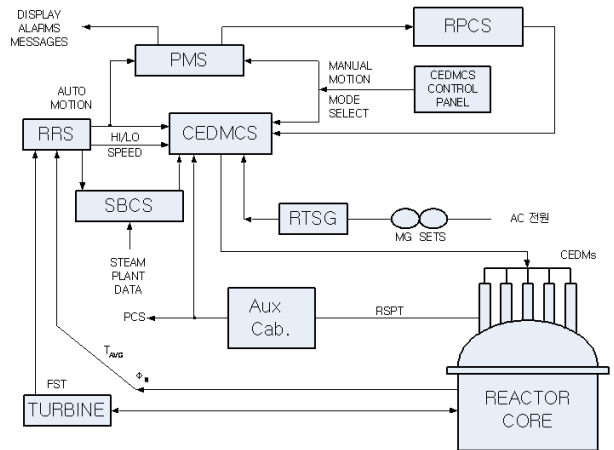 DISPLAY
ALARMS
MESSAGES
PMS
RPCS
MANUAL
MOTION
MODE
SELECT
CEDMCS
CONTROL
PANEL
AUTO
MOTION
RRS
HI/LO
SPEED
CEDMCS
SBCS
RTSG
MG SETS
AC 전원
STEAM
PLANT
DATA
CEDMs
PCS
Aux
Cab.
RSPT
TAVG
ΦN
FST
TURBINE
REACTOR
CORE